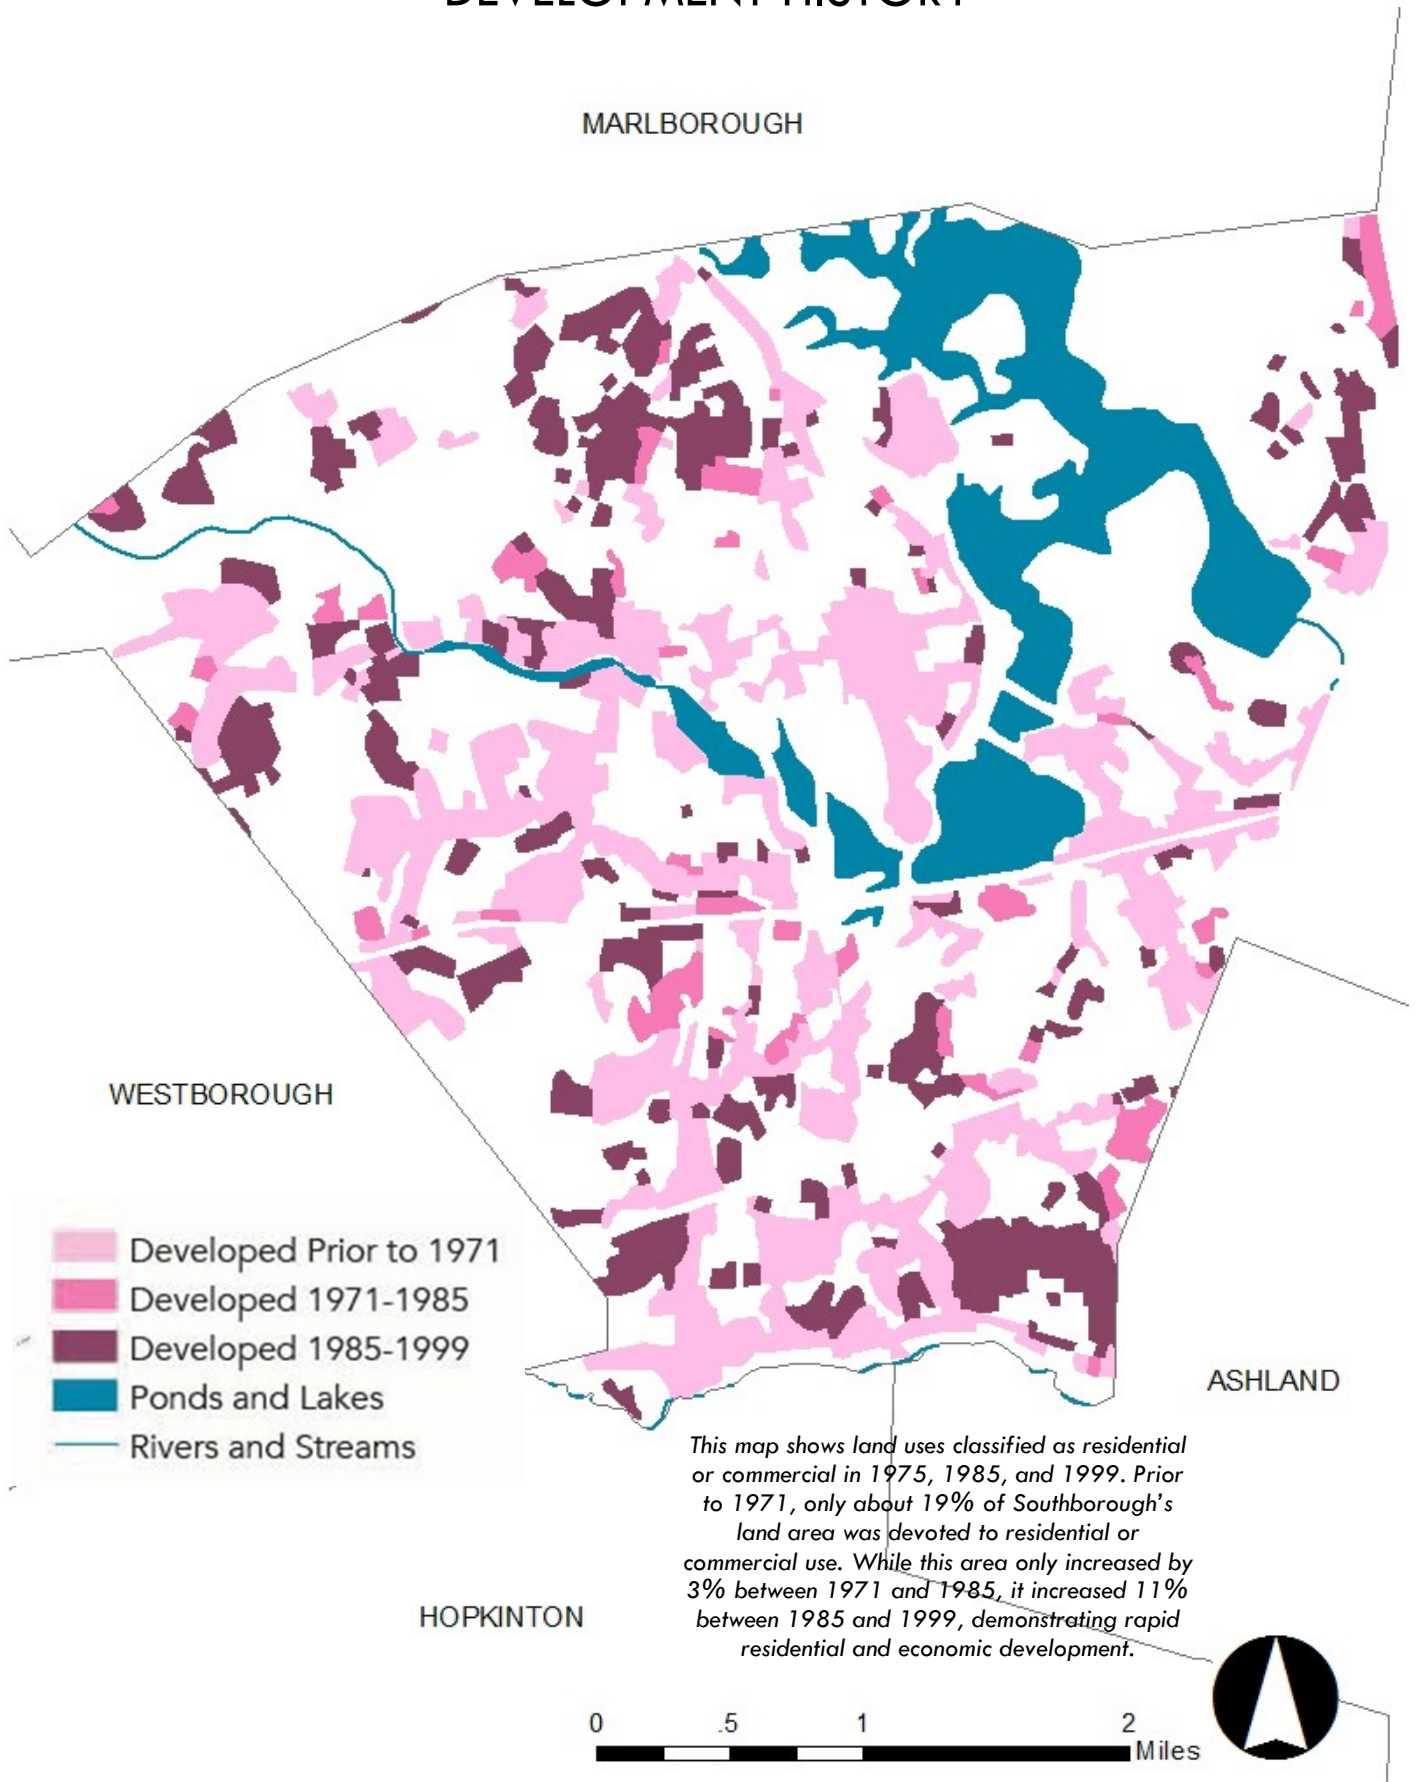 DEVELOPMENT HISTORY
MARLBOROUGH
WESTBOROUGH
Developed Prior to 1971
Developed 1971-1985
Developed 1985-1999
Ponds and Lakes
Rivers and Streams
ASHLAND
This map shows land uses classified as residential
or commercial in 1975, 1985, and 1999. Prior
to 1971, only about 19% of Southborough's
land area was devoted to residential or
commercial use. While this area only increased by
3% between 1971 and 1985, it increased 11%
between 1985 and 1999, demonstrating rapid
residential and economic development.
HOPKINTON
0 .5 1 2
Miles